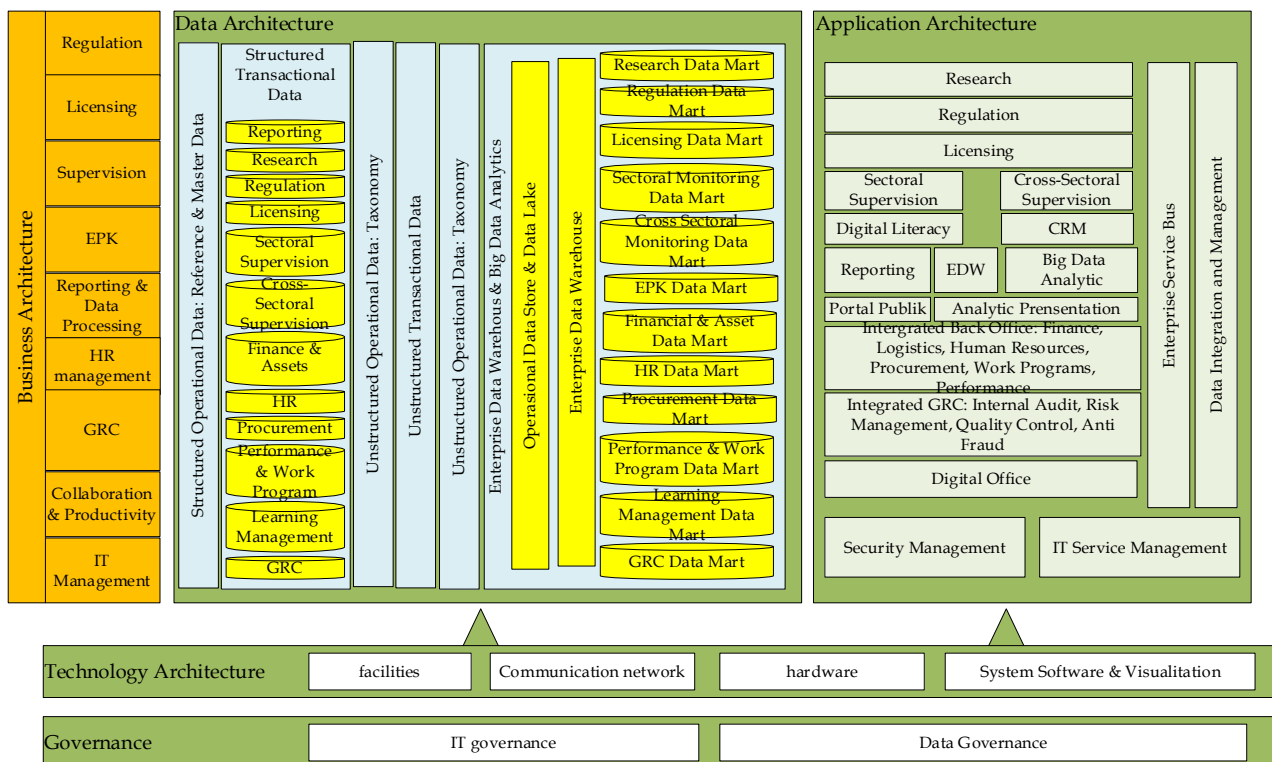 Business Architecture
Regulation
Licensing
Supervision
EPK
Reporting &
Data
Processing
HR
management
GRC
Collaboration
& Productivity
IT
Management
Data Architecture
Structured Operational Data: Reference & Master Data
Structured
Transactional
Data
Reporting
Research
Regulation
Licensing
Sectoral
Supervision
Cross-
Sectoral
Supervision
Finance &
Assets
HR
Procurement
Performance
& Work
Program
Learning
Management
GRC
Unstructured Operational Data: Taxonomy
Unstructured Transactional Data
Unstructured Operational Data: Taxonomy
Enterprise Data Warehous & Big Data Analytics
Operasional Data Store & Data Lake
Enterprise Data Warehouse
Research Data Mart
Regulation Data
Mart
Licensing Data Mart
Sectoral Monitoring
Data Mart
Cross Sectoral
Monitoring Data
Mart
EPK Data Mart
Financial & Asset
Data Mart
HR Data Mart
Procurement Data
Mart
Performance & Work
Program Data Mart
Learning
Management Data
Mart
GRC Data Mart
Application Architecture
Research
Regulation
Licensing
Sectoral
Supervision
Cross-Sectoral
Supervision
Digital Literacy
CRM
Reporting
EDW
Big Data
Analytic
Portal Publik
Analytic Prensentation
Intergrated Back Office: Finance,
Logistics, Human Resources,
Procurement, Work Programs,
Performance
Integrated GRC: Internal Audit, Risk
Management, Quality Control, Anti
Fraud
Digital Office
Enterprise Service Bus
Data Integration and Management
Security Management
IT Service Management
Technology Architecture
facilities
Communication network
hardware
System Software & Visualitation
Governance
IT governance
Data Governance